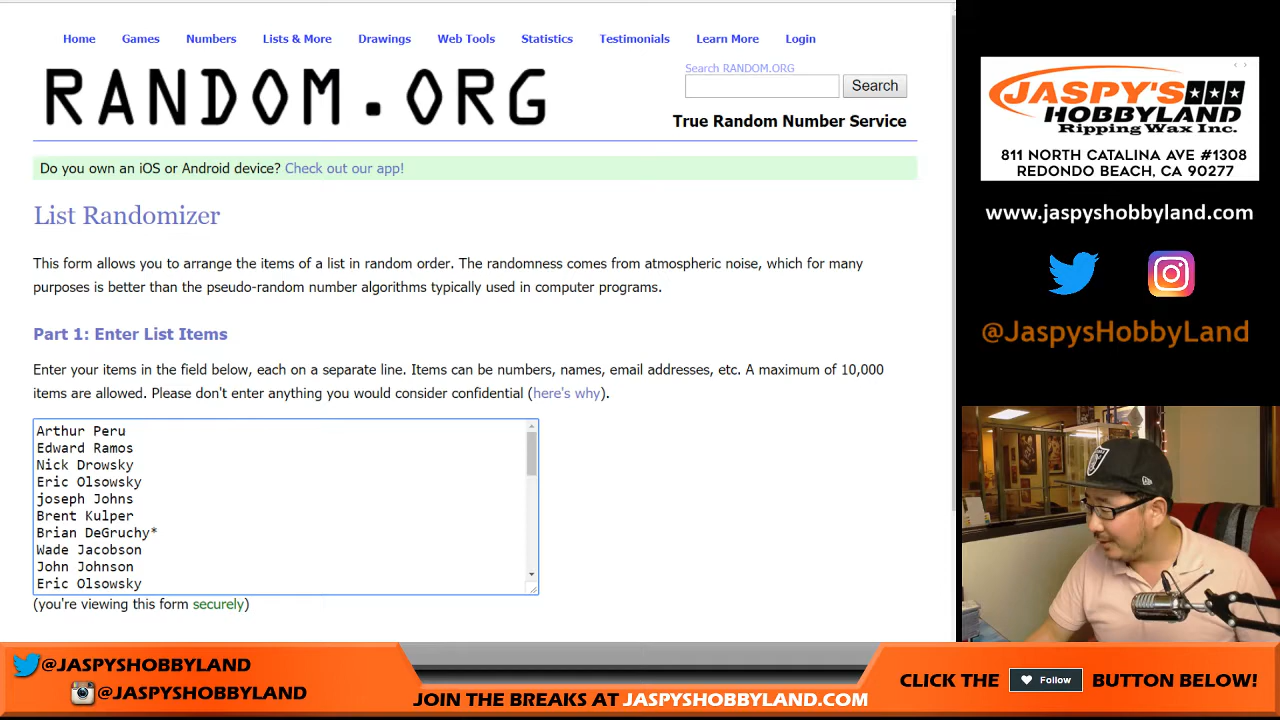 Home Games Numbers Lists & More Drawings Web Tools Statistics Testimonials Learn More Login
RANDOM.ORG
Search RANDOM.ORG
Search
True Random Number Service
Do you own an iOS or Android device? Check out our app!
List Randomizer
This form allows you to arrange the items of a list in random order. The randomness comes from atmospheric noise, which for many
purposes is better than the pseudo-random number algorithms typically used in computer programs.
Part 1: Enter List Items
Enter your items in the field below, each on a separate line. Items can be numbers, names, email addresses, etc. A maximum of 10,000
items are allowed. Please don't enter anything you would consider confidential (here's why).
Arthur Peru
Edward Ramos
Nick Drowsky
Eric Olsowsky
joseph Johns
Brent Kulper
Brian DeGruchy*
Wade Jacobson
John Johnson
Eric Olsowsky
(you're viewing this form securely)
JASPY'S
HOBBYLAND
Ripping Wax Inc.
811 NORTH CATALINA AVE #1308
REDONDO BEACH, CA 90277
www.jaspyshobbyland.com
@JaspysHobbyLand
@JASPYSHOBBYLAND
@JASPYSHOBBYLAND
JOIN THE BREAKS AT JASPYSHOBBYLAND.COM
CLICK THE Follow BUTTON BELOW!